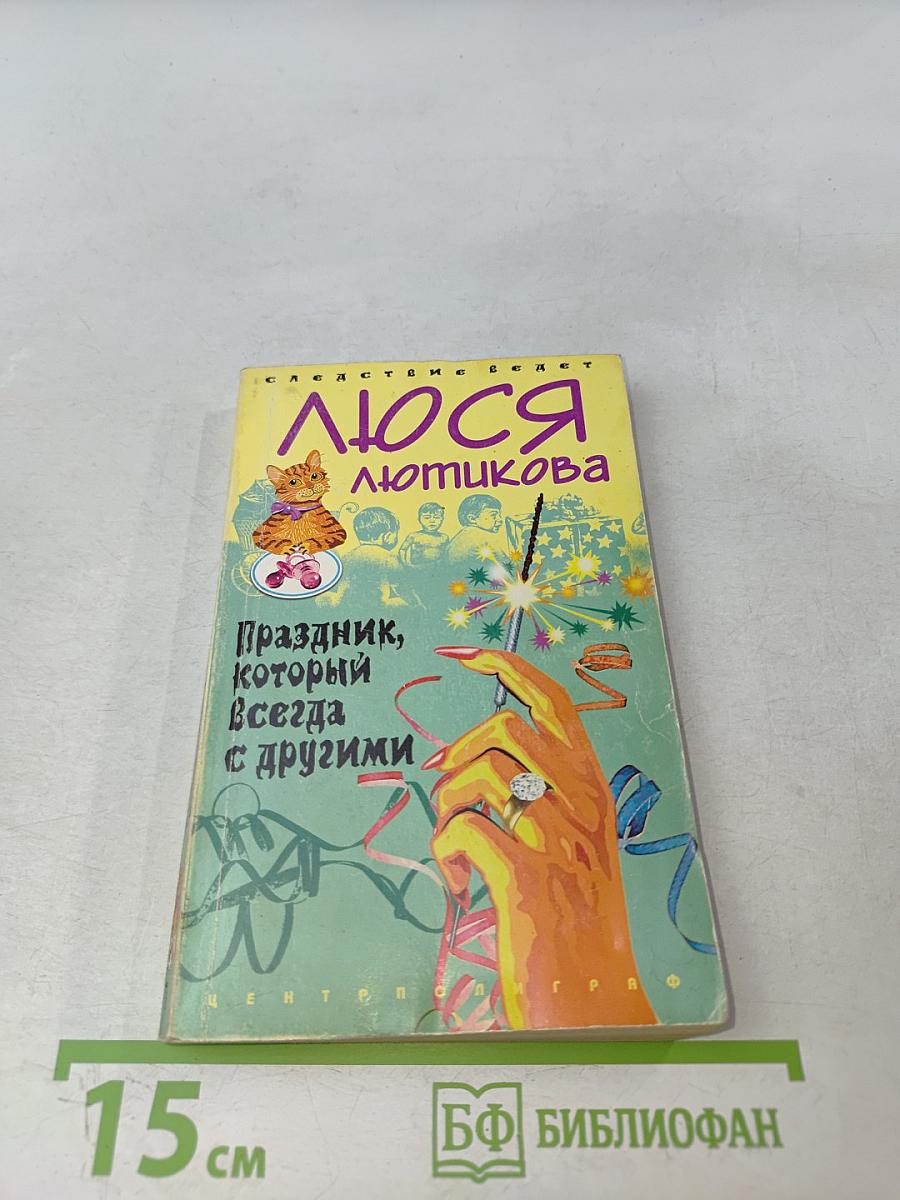 СЛЕДСТВИЕ ВЕДЕТ
ЛЮСЯ
ЛЮТИКОВА
Праздник,
который
всегда
с другими
ЦЕНТРПОЛИГРАФ
15 см
БФ БИБЛИОФАН